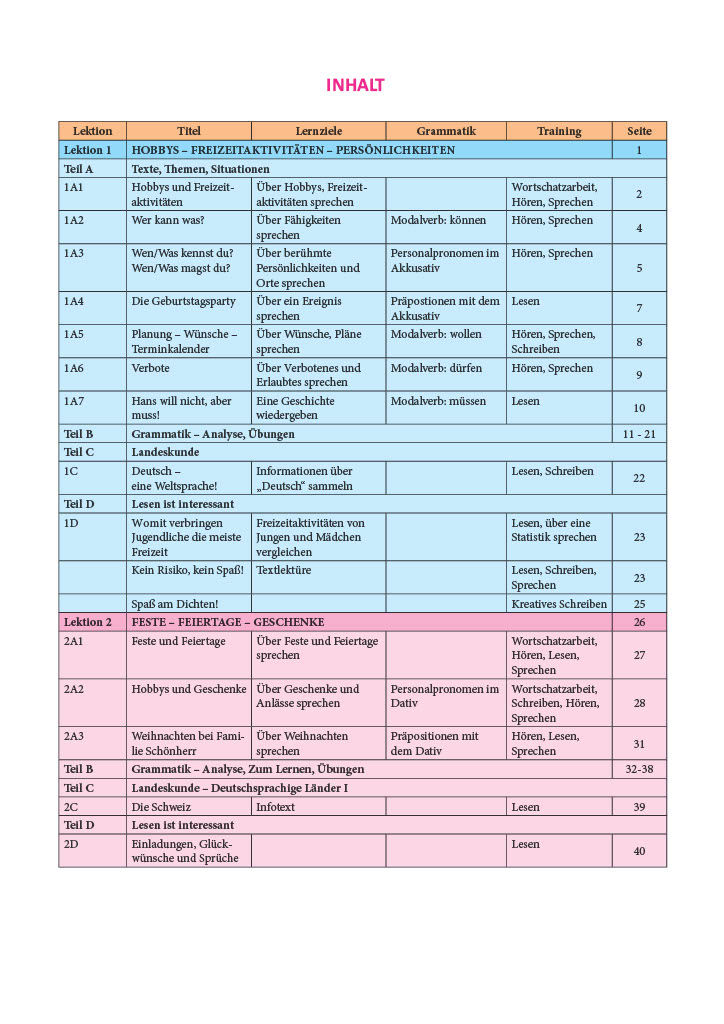 INHALT
Lektion Titel Lernziele Grammatik Training Seite
Lektion 1 HOBBYS – FREIZEITAKTIVITÄTEN – PERSÖNLICHKEITEN 1
Teil A Texte, Themen, Situationen
1A1 Hobbys und Freizeit- Über Hobbys, Freizeit- Wortschatzarbeit, 2
aktivitäten aktivitäten sprechen Hören, Sprechen
1A2 Wer kann was? Über Fähigkeiten Modalverb: können Hören, Sprechen 4
sprechen
1A3 Wen/Was kennst du? Über berühmte Personalpronomen im Hören, Sprechen
Wen/Was magst du? Persönlichkeiten und Akkusativ 5
Orte sprechen
1A4 Die Geburtstagsparty Über ein Ereignis Präpostionen mit dem Lesen 7
sprechen Akkusativ
1A5 Planung – Wünsche – Über Wünsche, Pläne Modalverb: wollen Hören, Sprechen, 8
Terminkalender sprechen Schreiben
1A6 Verbote Über Verbotenes und Modalverb: dürfen Hören, Sprechen 9
Erlaubtes sprechen
1A7 Hans will nicht, aber Eine Geschichte Modalverb: müssen Lesen 10
muss! wiedergeben
Teil B Grammatik – Analyse, Übungen 11 - 21
Teil C Landeskunde
1C Deutsch – Informationen über Lesen, Schreiben 22
eine Weltsprache! „Deutsch“ sammeln
Teil D Lesen ist interessant
1D Womit verbringen Freizeitaktivitäten von Lesen, über eine
Jugendliche die meiste Jungen und Mädchen Statistik sprechen 23
Freizeit vergleichen
Kein Risiko, kein Spaß! Textlektüre Lesen, Schreiben, 23
Sprechen
Spaß am Dichten! Kreatives Schreiben 25
Lektion 2 FESTE – FEIERTAGE – GESCHENKE 26
2A1 Feste und Feiertage Über Feste und Feiertage Wortschatzarbeit,
sprechen Hören, Lesen, 27
Sprechen
2A2 Hobbys und Geschenke Über Geschenke und Personalpronomen im Wortschatzarbeit,
Anlässe sprechen Dativ Schreiben, Hören, 28
Sprechen
2A3 Weihnachten bei Fami- Über Weihnachten Präpositionen mit Hören, Lesen, 31
lie Schönherr sprechen dem Dativ Sprechen
Teil B Grammatik – Analyse, Zum Lernen, Übungen 32-38
Teil C Landeskunde – Deutschsprachige Länder I
2C Die Schweiz Infotext Lesen 39
Teil D Lesen ist interessant
2D Einladungen, Glück- Lesen 40
wünsche und Sprüche